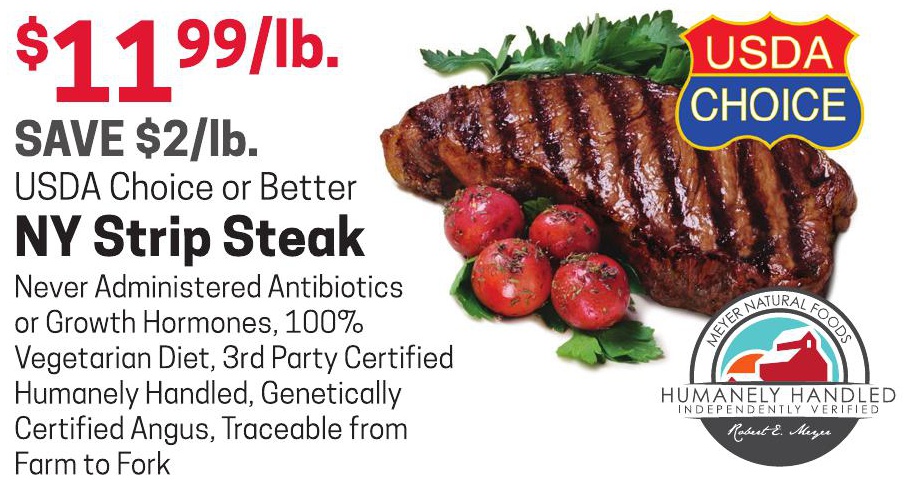 $11 99/lb.
SAVE $2/lb.
USDA Choice or Better
NY Strip Steak
Never Administered Antibiotics
or Growth Hormones, 100%
Vegetarian Diet, 3rd Party Certified
Humanely Handled, Genetically
Certified Angus, Traceable from
Farm to Fork
USDA
CHOICE
MEYER NATURAL FOODS
HUMANELY HANDLED
INDEPENDENTLY VERIFIED
Robert E. Meyer